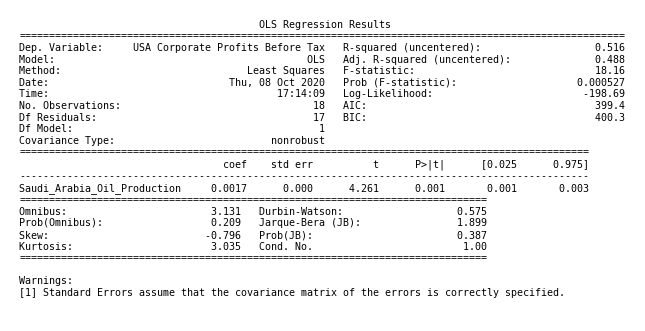 OLS Regression Results
==============================================================================
Dep. Variable:     USA Corporate Profits Before Tax   R-squared (uncentered):                   0.516
Model:                                          OLS   Adj. R-squared (uncentered):              0.488
Method:                               Least Squares   F-statistic:                              18.16
Date:                              Thu, 08 Oct 2020   Prob (F-statistic):                    0.000527
Time:                                      17:14:09   Log-Likelihood:                         -198.69
No. Observations:                                18   AIC:                                      399.4
Df Residuals:                                    17   BIC:                                      400.3
Df Model:                                         1
Covariance Type:                          nonrobust
==============================================================================
coef    std err          t      P>|t|      [0.025      0.975]
------------------------------------------------------------------------------
Saudi_Arabia_Oil_Production     0.0017      0.000      4.261      0.001       0.001       0.003
==============================================================================
Omnibus:                        3.131   Durbin-Watson:                   0.575
Prob(Omnibus):                  0.209   Jarque-Bera (JB):                1.899
Skew:                          -0.796   Prob(JB):                        0.387
Kurtosis:                       3.035   Cond. No.                         1.00
==============================================================================
Warnings:
[1] Standard Errors assume that the covariance matrix of the errors is correctly specified.